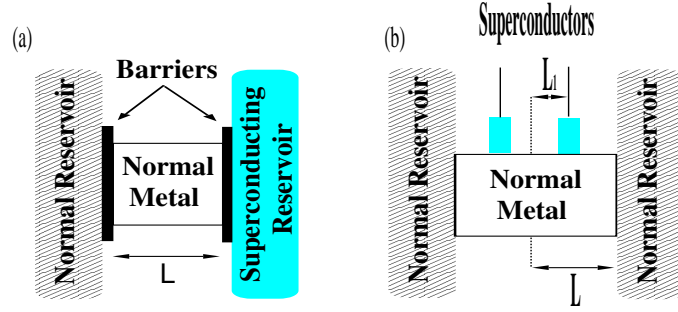 (a)
Barriers
Normal Reservoir
Normal
Metal
Superconducting
Reservoir
L
(b)
Superconductors
L1
Normal Reservoir
Normal
Metal
Normal Reservoir
L